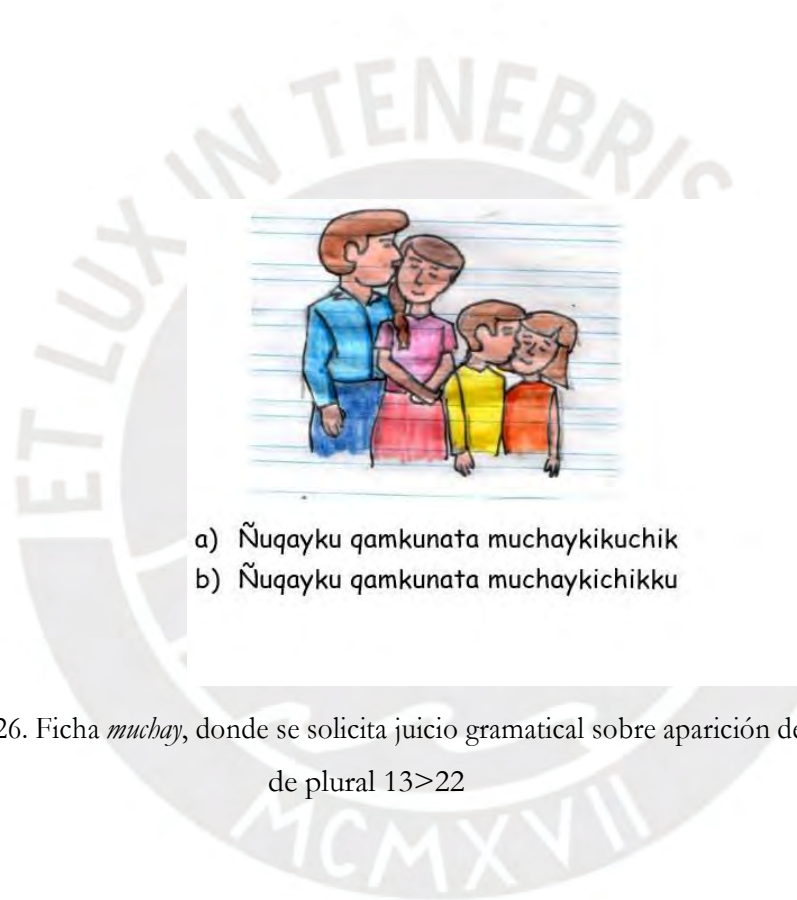 ET LUX IN TENEBRIS
a) Ñuqayku qamkunata muchaykikuchik
b) Ñuqayku qamkunata muchaykichikku
26. Ficha muchay, donde se solicita juicio gramatical sobre aparición de
de plural 13>22
MCMXVII